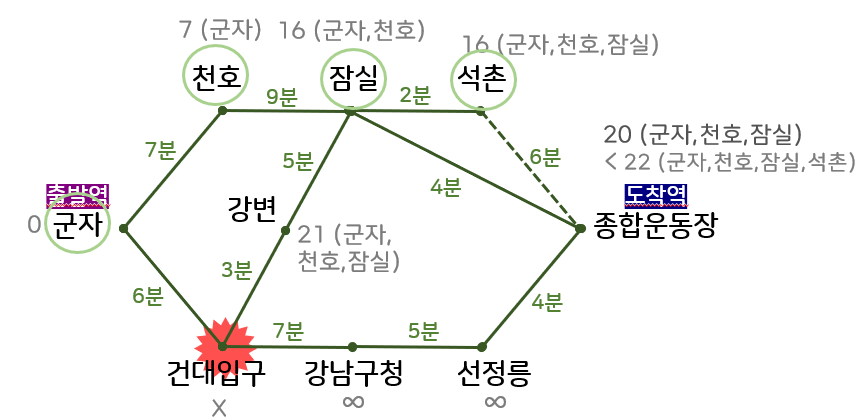 7 (군자)
16 (군자,천호)
16 (군자,천호,잠실)
천호
잠실
석촌
9분
2분
7분
5분
4분
6분
20 (군자,천호,잠실)
< 22 (군자,천호,잠실,석촌)
출발역
도착역
0
군자
강변
종합운동장
21 (군자,
천호,잠실)
6분
3분
4분
7분
5분
건대입구
강남구청
선정릉
X
∞
∞